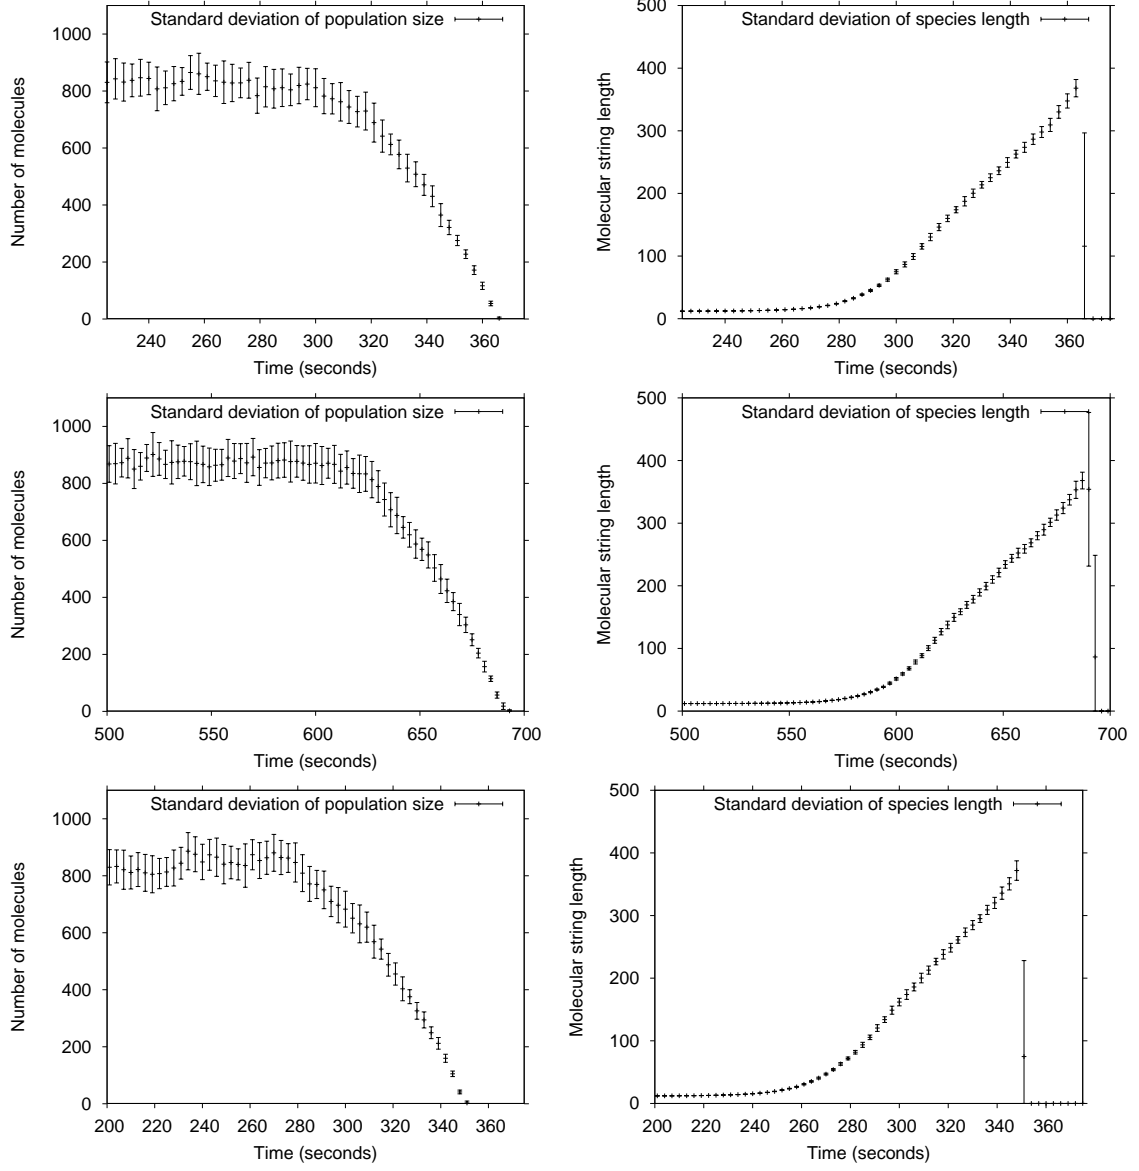 Standard deviation of population size
Number of molecules
1000
800
600
400
200
0
240 260 280 300 320 340 360
Time (seconds)
Standard deviation of species length
Molecular string length
500
400
300
200
100
0
240 260 280 300 320 340 360
Time (seconds)
Standard deviation of population size
Number of molecules
1000
800
600
400
200
0
500 550 600 650 700
Time (seconds)
Standard deviation of species length
Molecular string length
500
400
300
200
100
0
500 550 600 650 700
Time (seconds)
Standard deviation of population size
Number of molecules
1000
800
600
400
200
0
200 220 240 260 280 300 320 340 360
Time (seconds)
Standard deviation of species length
Molecular string length
500
400
300
200
100
0
200 220 240 260 280 300 320 340 360
Time (seconds)